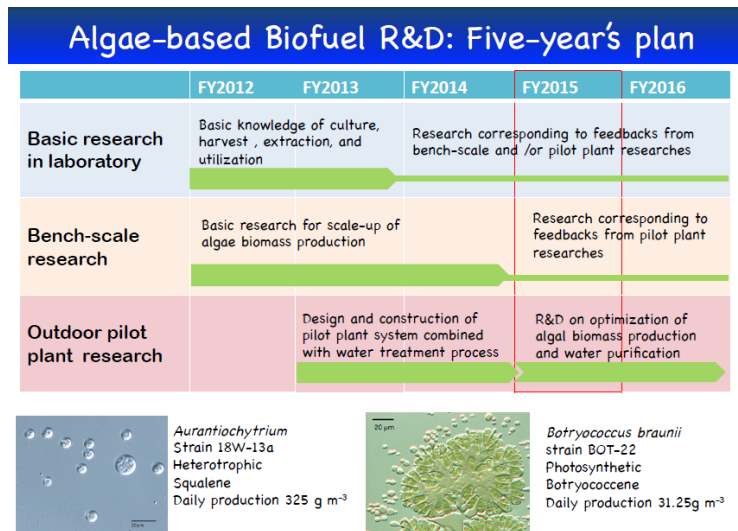 Algae-based Biofuel R&D: Five-year's plan
FY2012 FY2013 FY2014 FY2015 FY2016
Basic research
in laboratory
Basic knowledge of culture,
harvest , extraction, and
utilization
Research corresponding to feedbacks from
bench-scale and /or pilot plant researches
Bench-scale
research
Basic research for scale-up of
algae biomass production
Research corresponding to
feedbacks from pilot plant
researches
Outdoor pilot
plant research
Design and construction of
pilot plant system combined
with water treatment process
R&D on optimization of
algal biomass production
and water purification
Aurantiochytrium
Strain 18W-13a
Heterotrophic
Squalene
Daily production 325 g m⁻³
20 μm
Botryococcus braunii
strain BOT-22
Photosynthetic
Botryococcene
Daily production 31.25g m⁻³